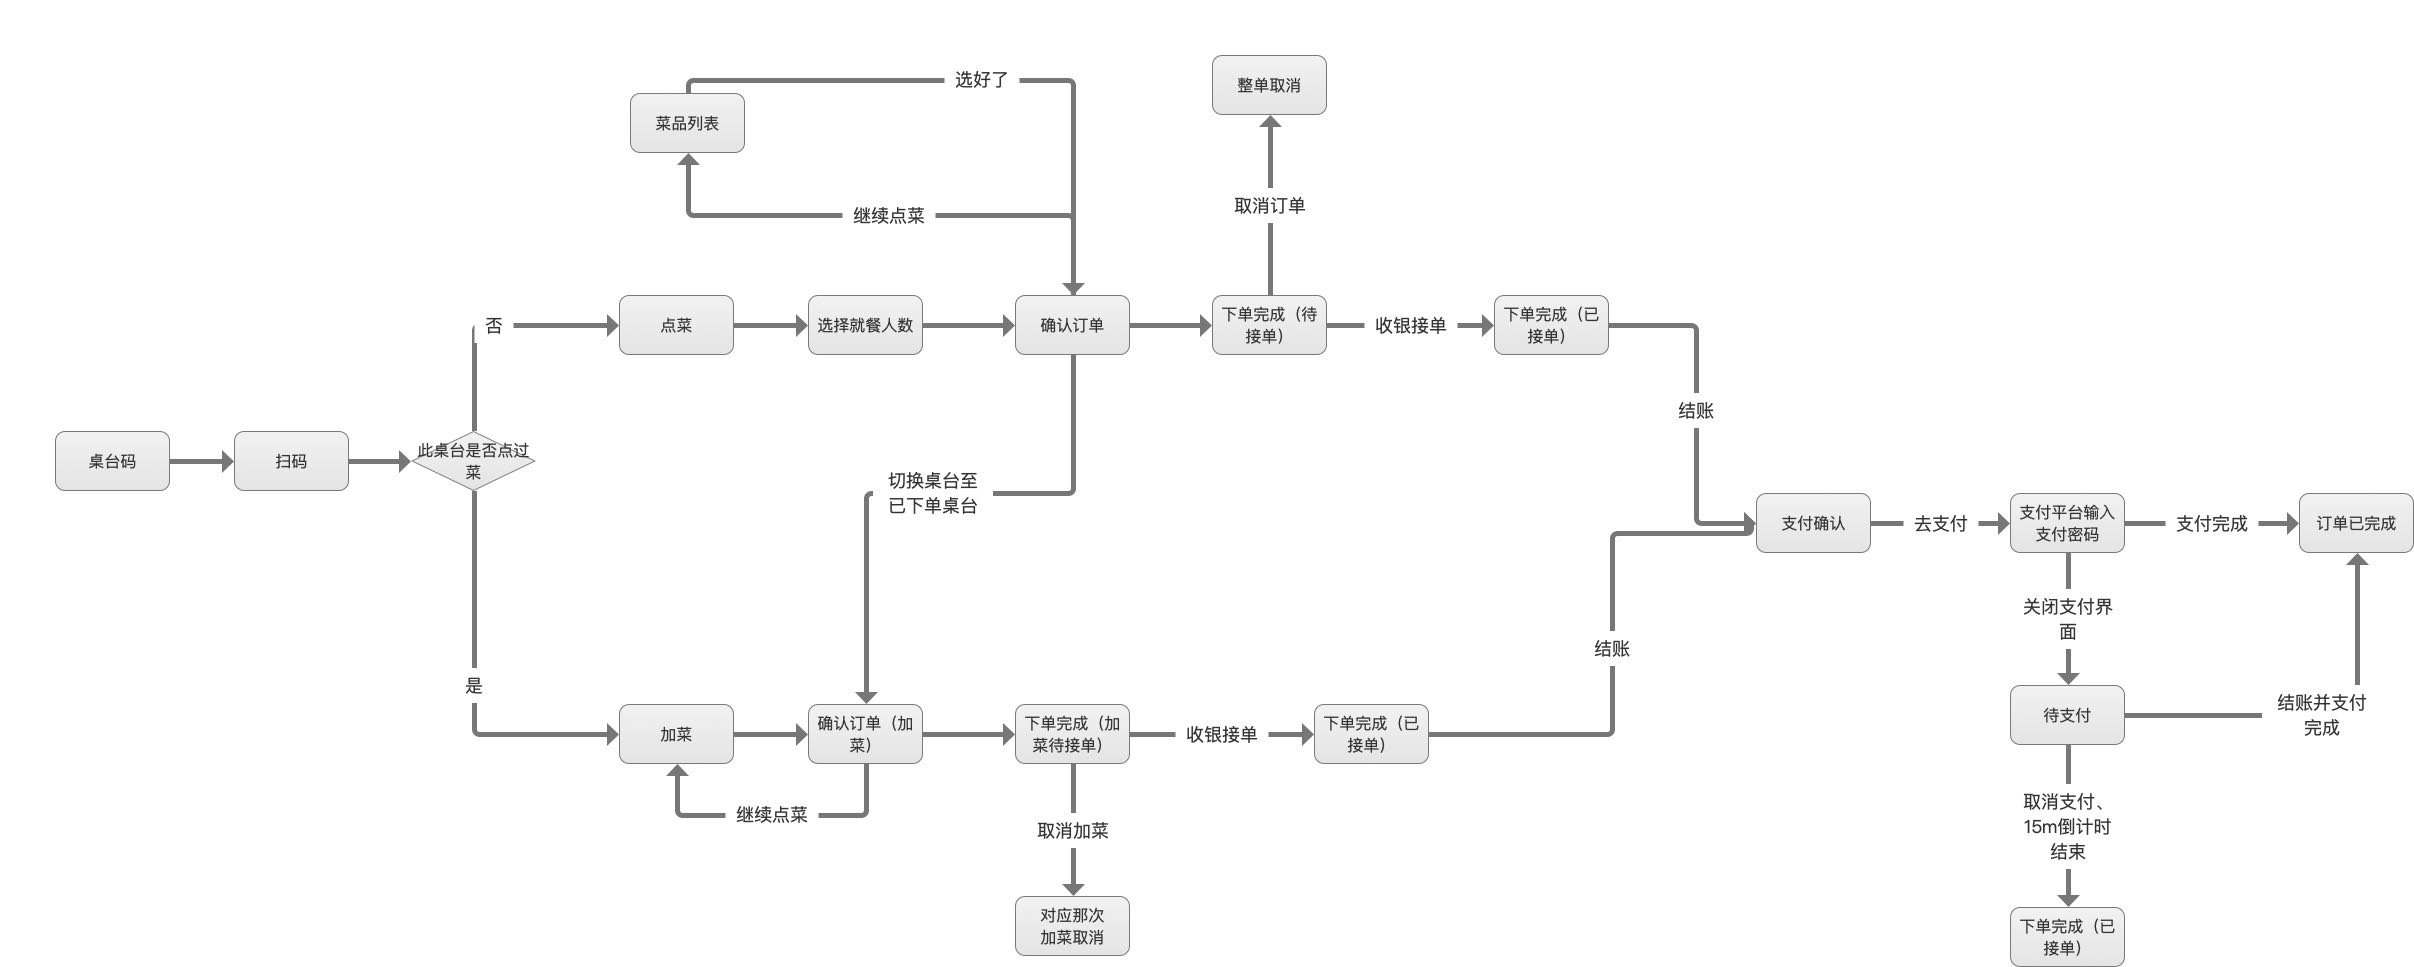 选好了
整单取消
菜品列表
取消订单
继续点菜
否
点菜
选择就餐人数
确认订单
下单完成（待
接单）
收银接单
下单完成（已
接单）
结账
桌台码
扫码
此桌台是否点过
菜
切换桌台至
已下单桌台
支付确认
去支付
支付平台输入
支付密码
支付完成
订单已完成
关闭支付界
面
结账
是
加菜
确认订单（加
菜）
下单完成（加
菜待接单）
收银接单
下单完成（已
接单）
待支付
结账并支付
完成
继续点菜
取消加菜
取消支付、
15m倒计时
结束
对应那次
加菜取消
下单完成（已
接单）